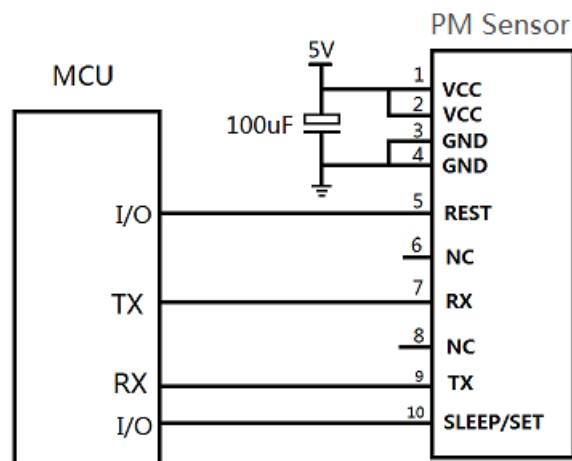 PM Sensor
5V
MCU
1 VCC
2 VCC
100uF
3 GND
4 GND
I/O 5 REST
6 NC
TX 7 RX
8 NC
RX 9 TX
I/O 10 SLEEP/SET